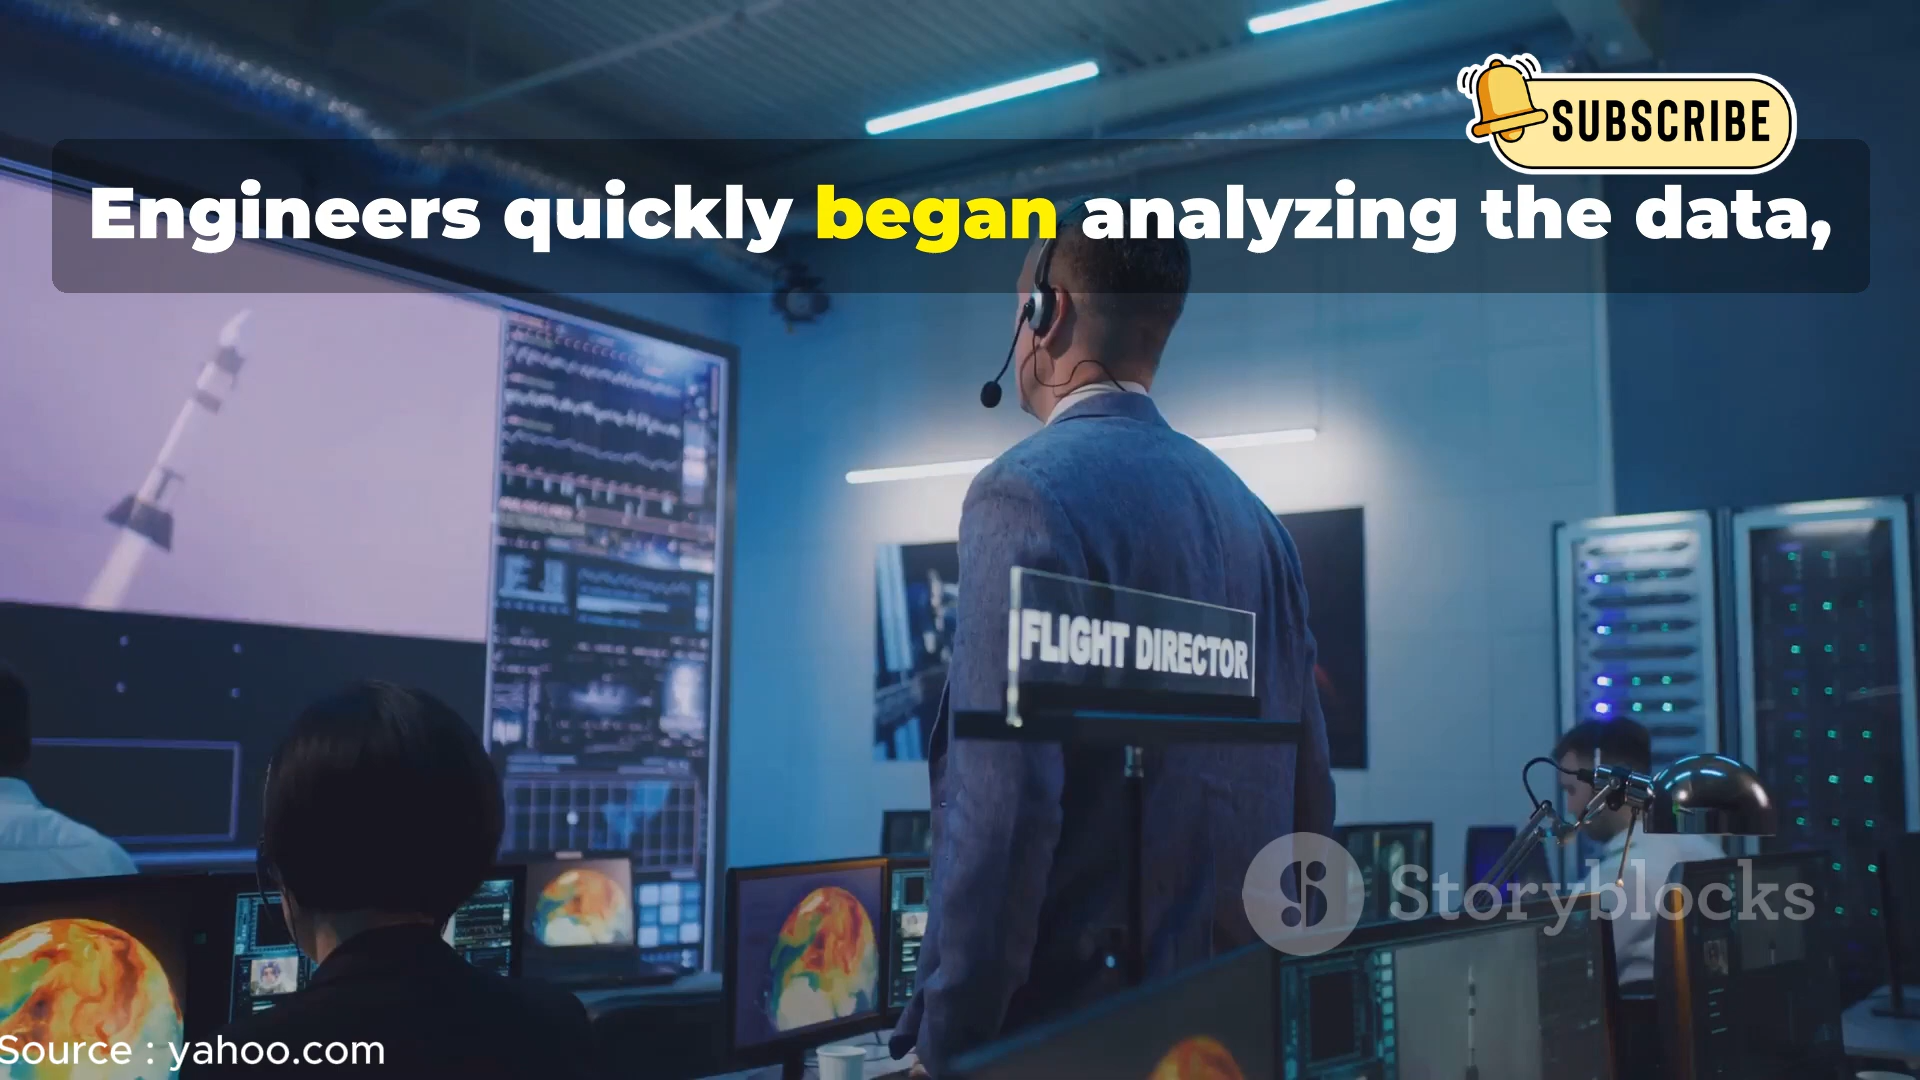 SUBSCRIBE
Engineers quickly began analyzing the data,
FLIGHT DIRECTOR
Storyblocks
Source : yahoo.com